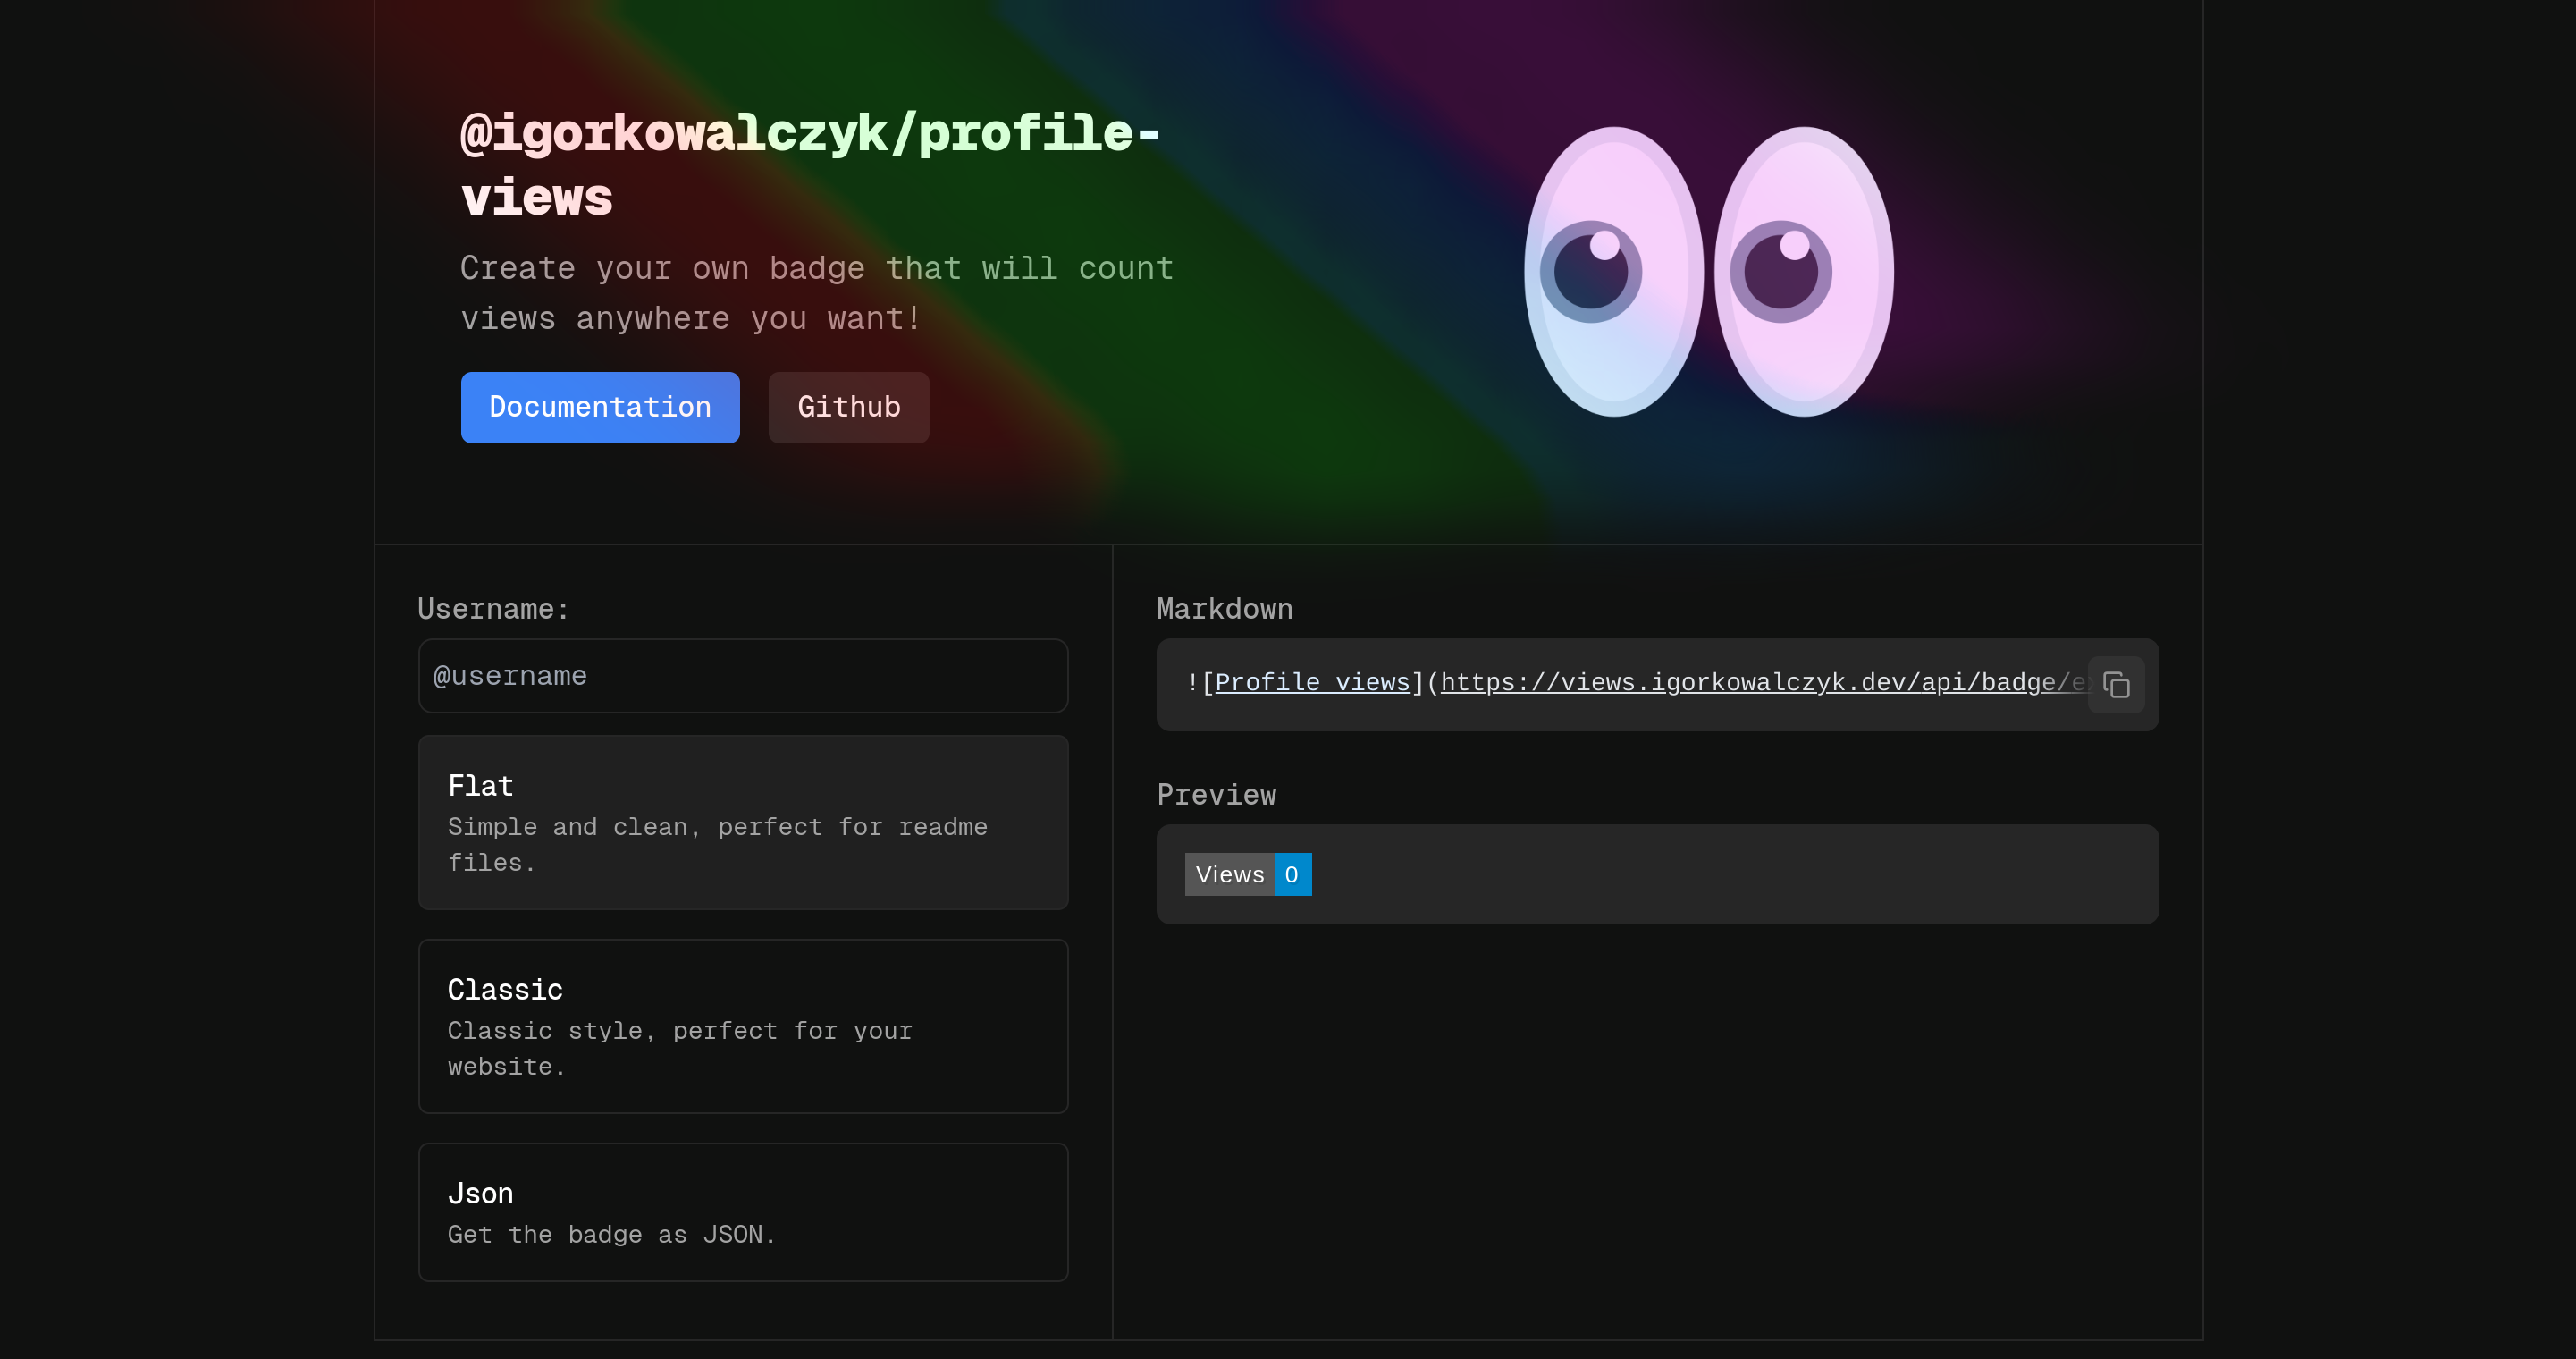 @igorkowalczyk/profile-
views
Create your own badge that will count
views anywhere you want!
Documentation
Github
Username:
@username
Flat
Simple and clean, perfect for readme
files.
Classic
Classic style, perfect for your
website.
Json
Get the badge as JSON.
Markdown
![Profile views](https://views.igorkowalczyk.dev/api/badge/e
Preview
Views 0